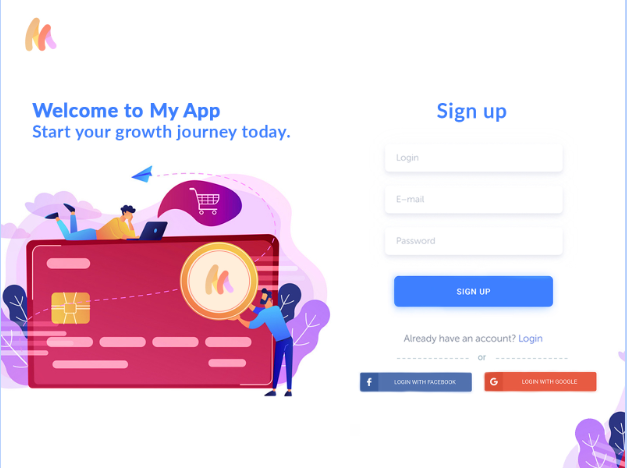 Welcome to My App
Start your growth journey today.
Sign up
Login
E-mail
Password
SIGN UP
Already have an account? Login
or
LOGIN WITH FACEBOOK
LOGIN WITH GOOGLE